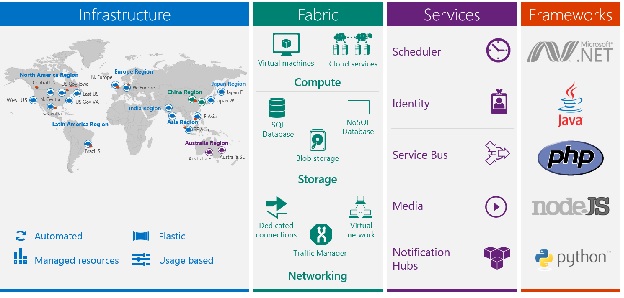 Infrastructure
North America Region
N. Europe
Europe Region
Japan Region
China Region
India Region
Asia Region
Latin America Region
Brazil S
Australia Region
Automated
Elastic
Managed resources
Usage based
Fabric
Virtual machines
Cloud services
Compute
SQL
Database
NoSQL
Database
Blob storage
Storage
Dedicated
connections
Virtual
network
Traffic Manager
Networking
Services
Scheduler
Identity
Service Bus
Media
Notification
Hubs
Frameworks
Microsoft
.NET
Java
php
nodeJS
python